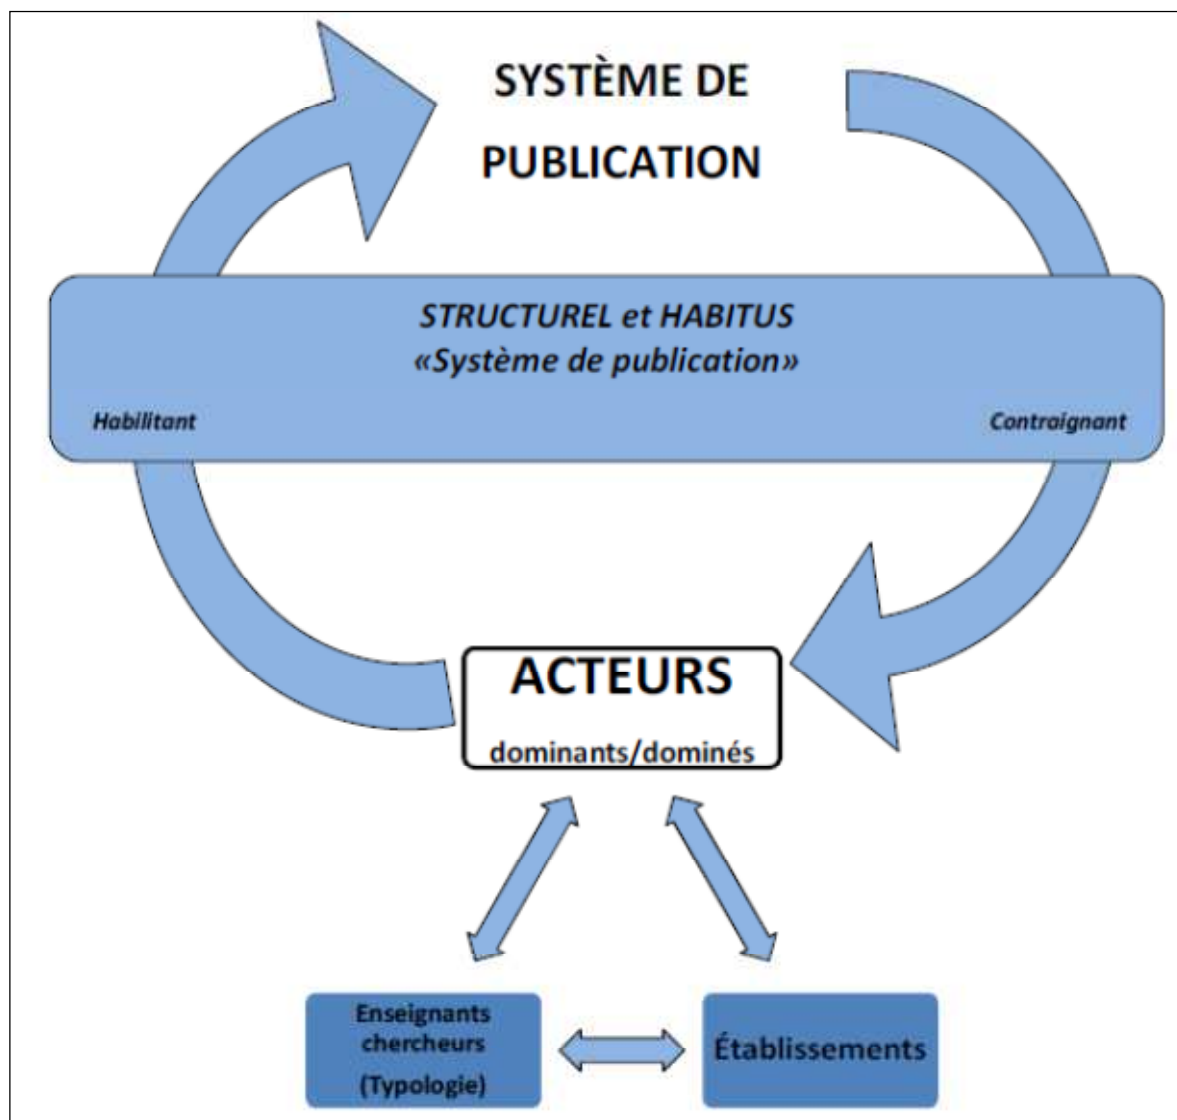 SYSTÈME DE
PUBLICATION
STRUCTUREL et HABITUS
«Système de publication»
Habilitant
Contraignant
ACTEURS
dominants/dominés
Enseignants
chercheurs
(Typologie)
Établissements